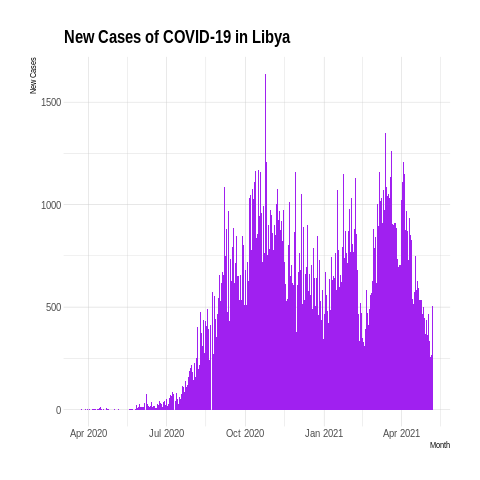 New Cases of COVID-19 in Libya
New Cases
1500
1000
500
0
Apr 2020 Jul 2020 Oct 2020 Jan 2021 Apr 2021
Month